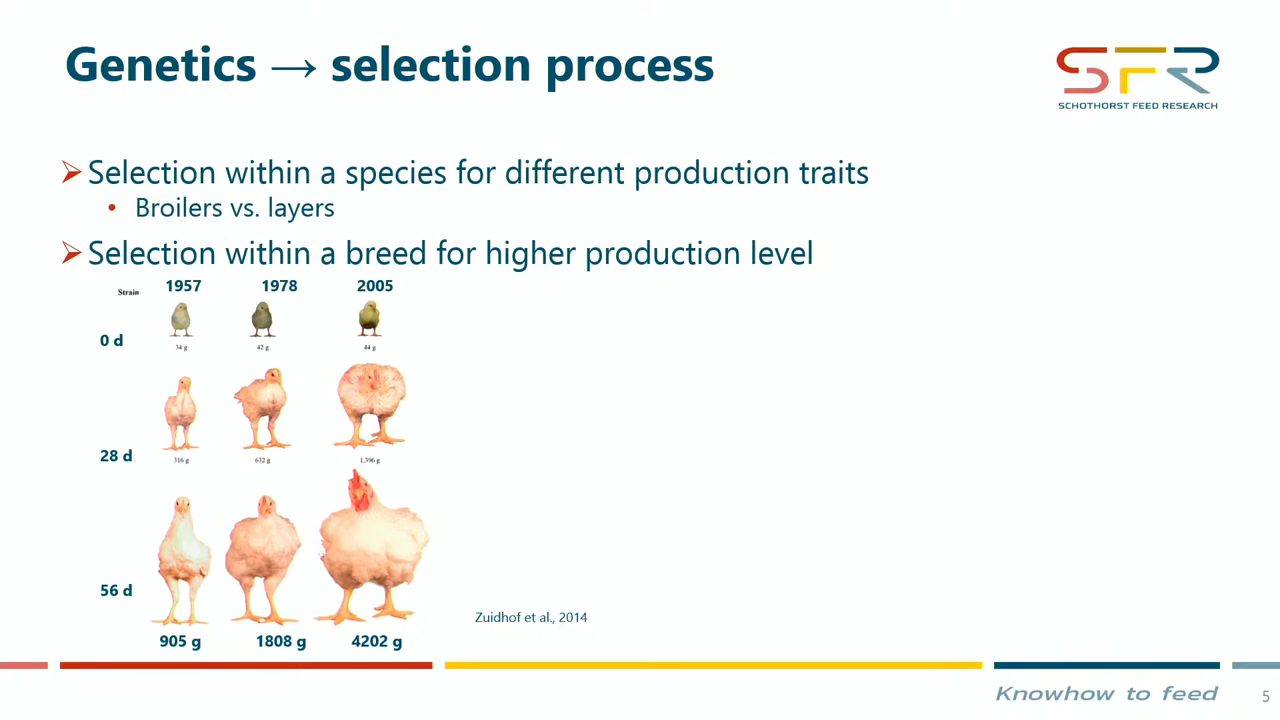 Genetics → selection process
SFR
SCHOTHORST FEED RESEARCH
Selection within a species for different production traits
Broilers vs. layers
Selection within a breed for higher production level
Strain 1957 1978 2005
0 d
34 g 42 g 44 g
28 d
316 g 632 g 1,396 g
56 d
Zuidhof et al., 2014
905 g 1808 g 4202 g
Knowhow to feed
5